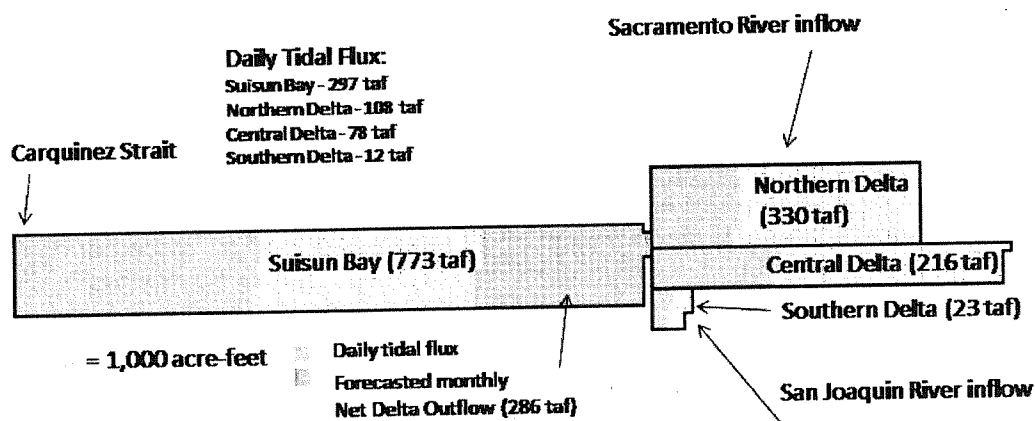 Sacramento River inflow
Daily Tidal Flux:
Suisun Bay - 297 taf
Northern Delta - 108 taf
Central Delta - 78 taf
Southern Delta - 12 taf
Carquinez Strait
Northern Delta
(330 taf)
Suisun Bay (773 taf)
Central Delta (216 taf)
Southern Delta (23 taf)
= 1,000 acre-feet
Daily tidal flux
Forecasted monthly
Net Delta Outflow (286 taf)
San Joaquin River inflow